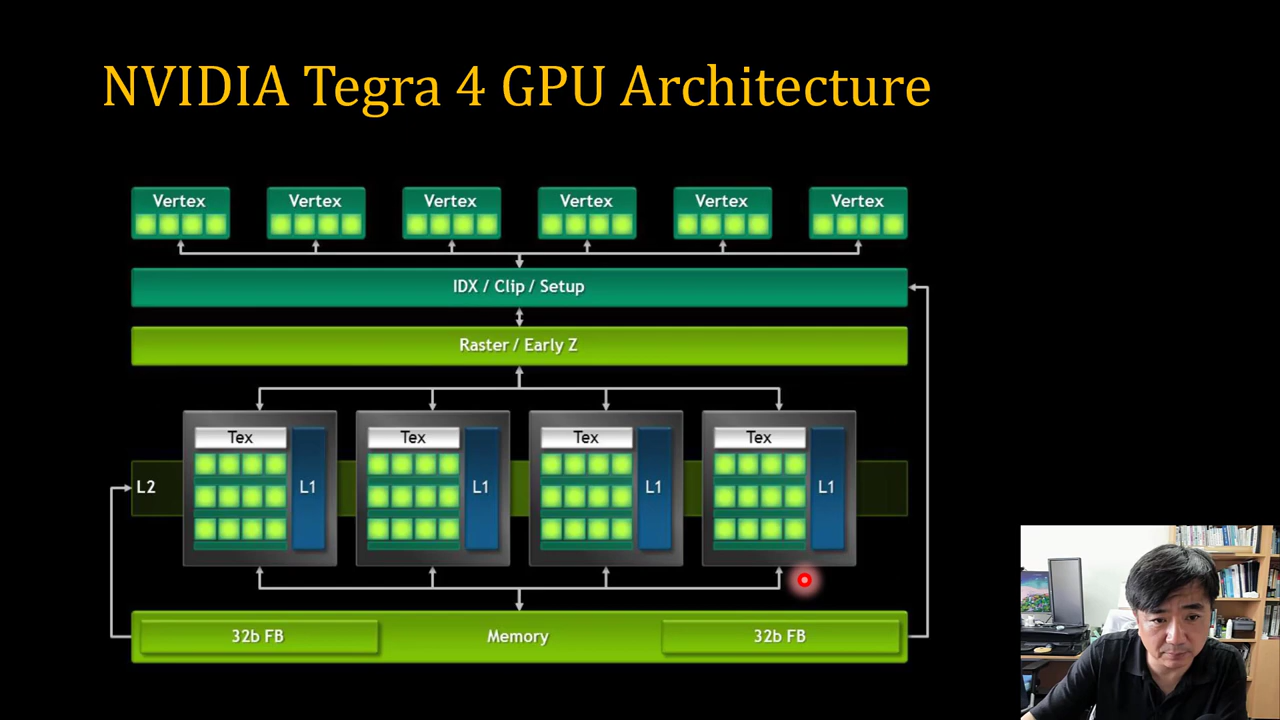 NVIDIA Tegra 4 GPU Architecture
Vertex Vertex Vertex Vertex Vertex Vertex
IDX / Clip / Setup
Raster / Early Z
Tex Tex Tex Tex
L2 L1 L1 L1 L1
32b FB Memory 32b FB